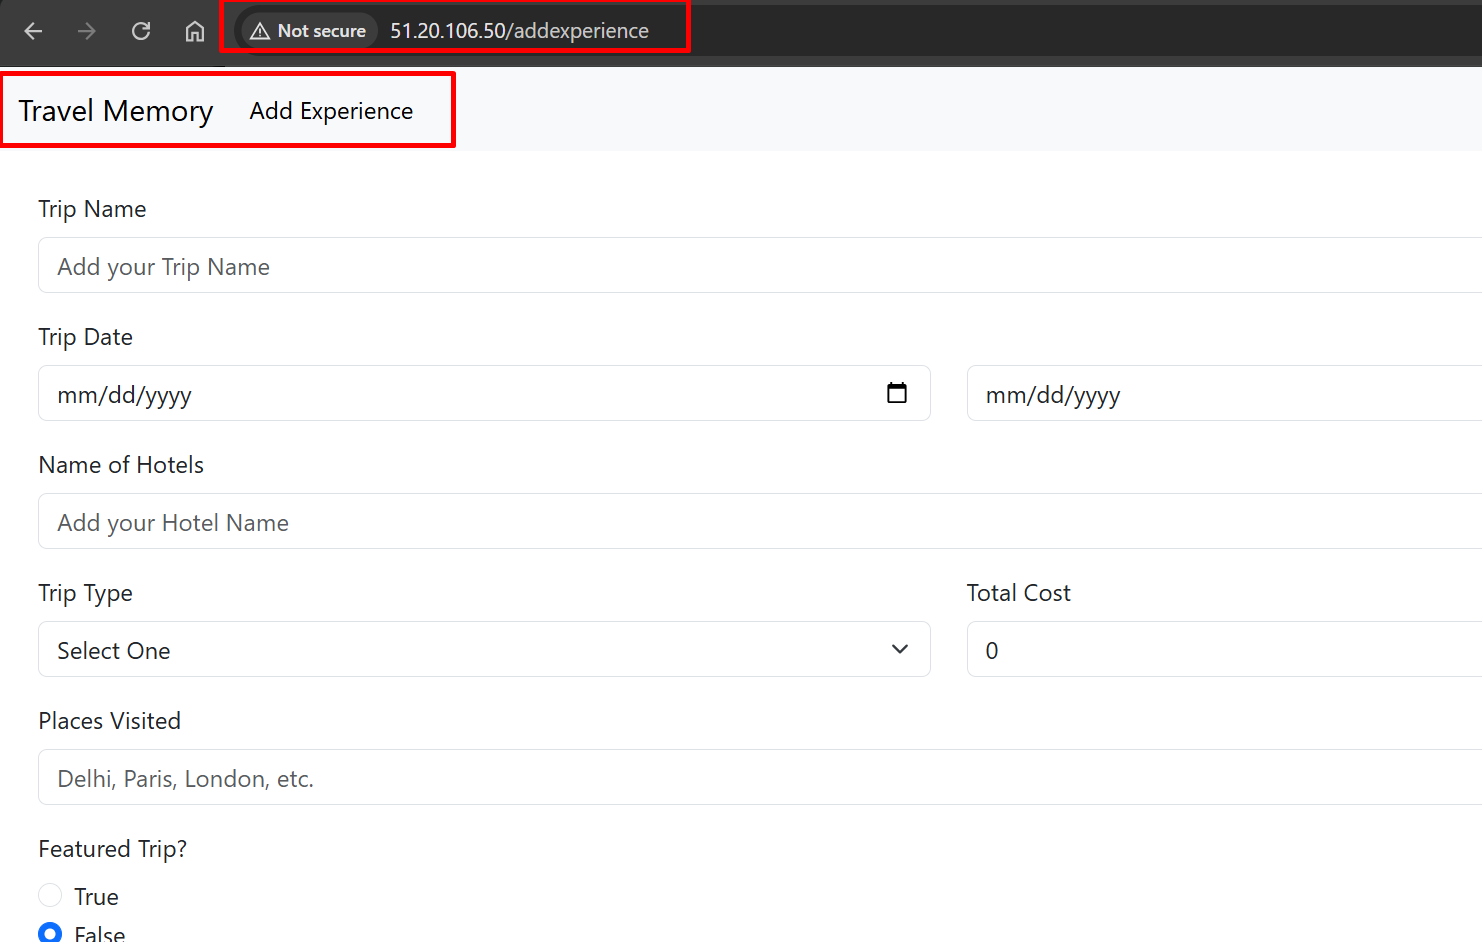 Not secure 51.20.106.50/addexperience
Travel Memory Add Experience
Trip Name
Add your Trip Name
Trip Date
mm/dd/yyyy mm/dd/yyyy
Name of Hotels
Add your Hotel Name
Trip Type Total Cost
Select One 0
Places Visited
Delhi, Paris, London, etc.
Featured Trip?
True
False